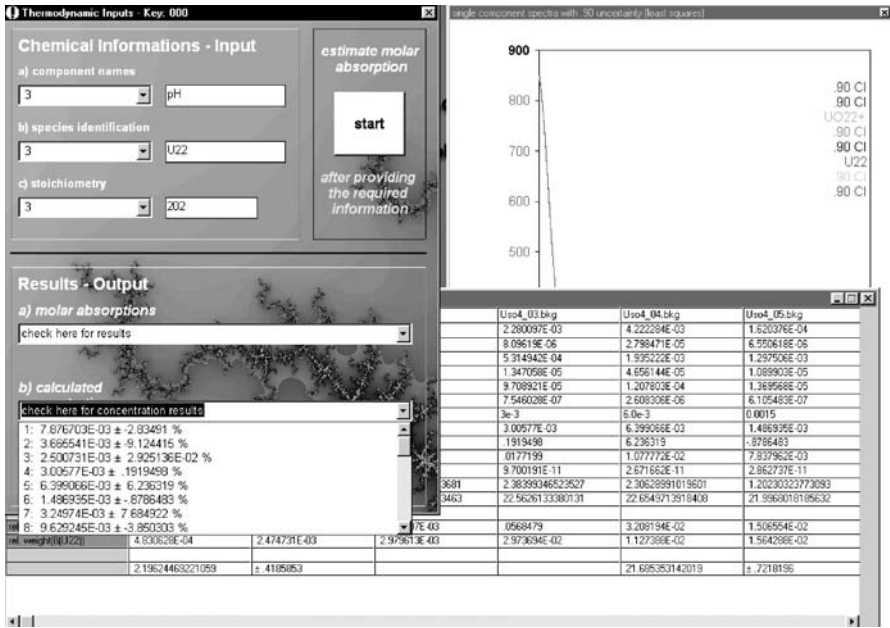 Thermodynamic Inputs - Key: 000
Chemical Informations - Input
a) component names
3
pH
b) species identification
3
U22
c) stoichiometry
3
202
estimate molar
absorption
start
after providing
the required
information
Results - Output
a) molar absorptions
check here for results
b) calculated
check here for concentration results
1: 7.876703E-03 ± -2.83491 %
2: 3.665541E-03 ± -9.124415 %
3: 2.500731E-03 ± 2.925136E-02 %
4: 3.00577E-03 ± .1919498 %
5: 6.399066E-03 ± 6.236319 %
6: 1.486935E-03 ± -.8786483 %
7: 3.24974E-03 ± 7.684922 %
8: 9.629245E-03 ± -3.850303 %
single component spectra with .90 uncertainty (least squares)
900
800
700
600
500
.90 CI
.90 CI
UO22+
.90 CI
.90 CI
U22
.90 CI
.90 CI
Uso4_03.bkg Uso4_04.bkg Uso4_05.bkg
2.280097E-03 4.222284E-03 1.620376E-04
8.09619E-06 2.798471E-05 6.550618E-06
5.314942E-04 1.935222E-03 1.297506E-03
1.347058E-05 4.656144E-05 1.089903E-05
9.708921E-05 1.207803E-04 1.369568E-05
7.546028E-07 2.608306E-06 6.105483E-07
3e-3 6.0e-3 0.0015
3.00577E-03 6.399066E-03 1.486935E-03
.1919498 6.236319 -.8786483
.0177199 1.077772E-02 7.837962E-03
9.700191E-11 2.671662E-11 2.862737E-11
3681 2.38399346523527 2.30628991019601 1.20230323773093
3463 22.5626133380131 22.6549713918408 21.9968018185632
rel 07E-03 .0568479 3.208194E-02 1.506554E-02
rel. weight(B[U22]) 4.830628E-04 2.474731E-03 2.979613E-03 2.973694E-02 1.127388E-02 1.564288E-02
2.19624469221059 ± .4185853 21.685353142019 ± .7218196